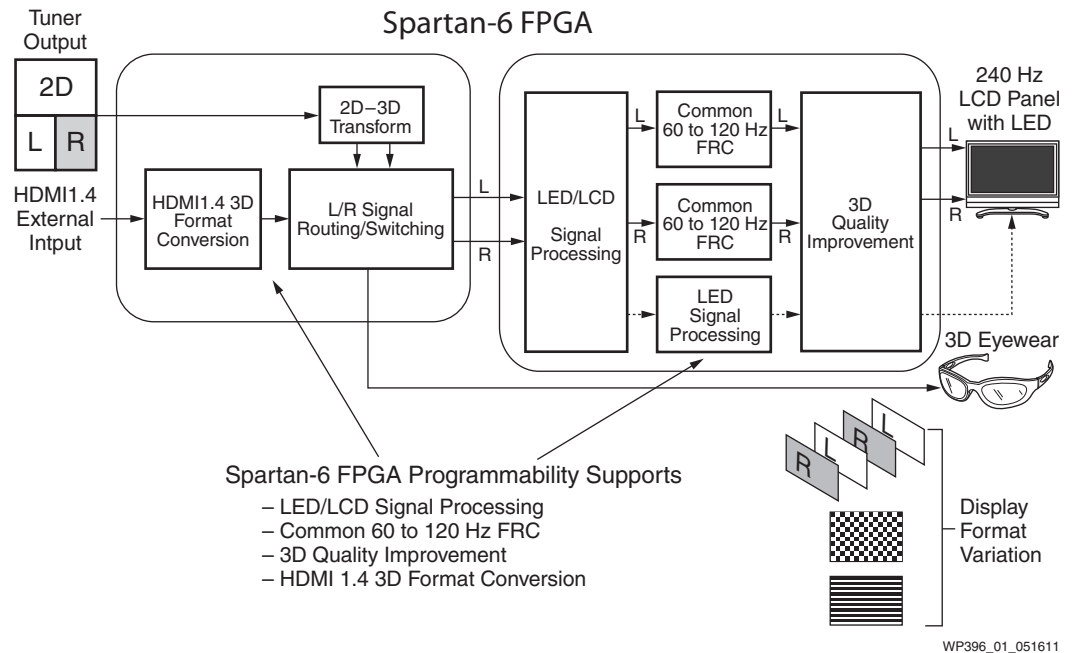 Spartan-6 FPGA
Tuner
Output
2D
L
R
HDMI1.4
External
Intput
2D–3D
Transform
HDMI1.4 3D
Format
Conversion
L/R Signal
Routing/Switching
L
R
LED/LCD
Signal
Processing
L
Common
60 to 120 Hz
FRC
L
R
Common
60 to 120 Hz
FRC
R
LED
Signal
Processing
3D
Quality
Improvement
240 Hz
LCD Panel
with LED
L
R
3D Eyewear
Spartan-6 FPGA Programmability Supports
– LED/LCD Signal Processing
– Common 60 to 120 Hz FRC
– 3D Quality Improvement
– HDMI 1.4 3D Format Conversion
R
L
R
L
Display
Format
Variation
WP396_01_051611